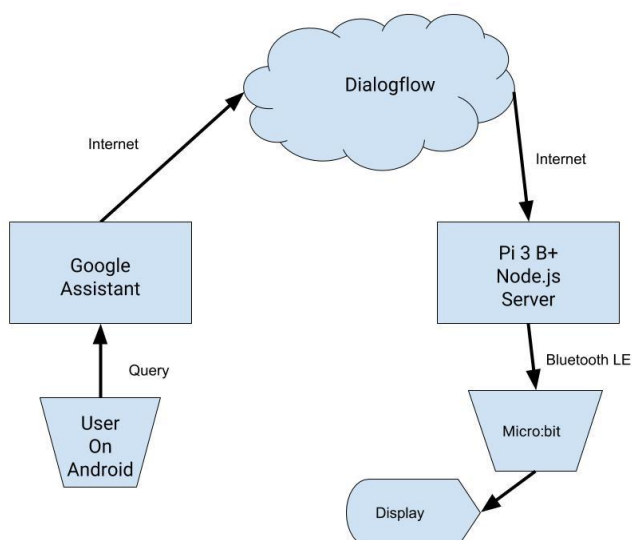 Dialogflow
Internet
Internet
Google
Assistant
Pi 3 B+
Node.js
Server
Query
Bluetooth LE
User
On
Android
Micro:bit
Display